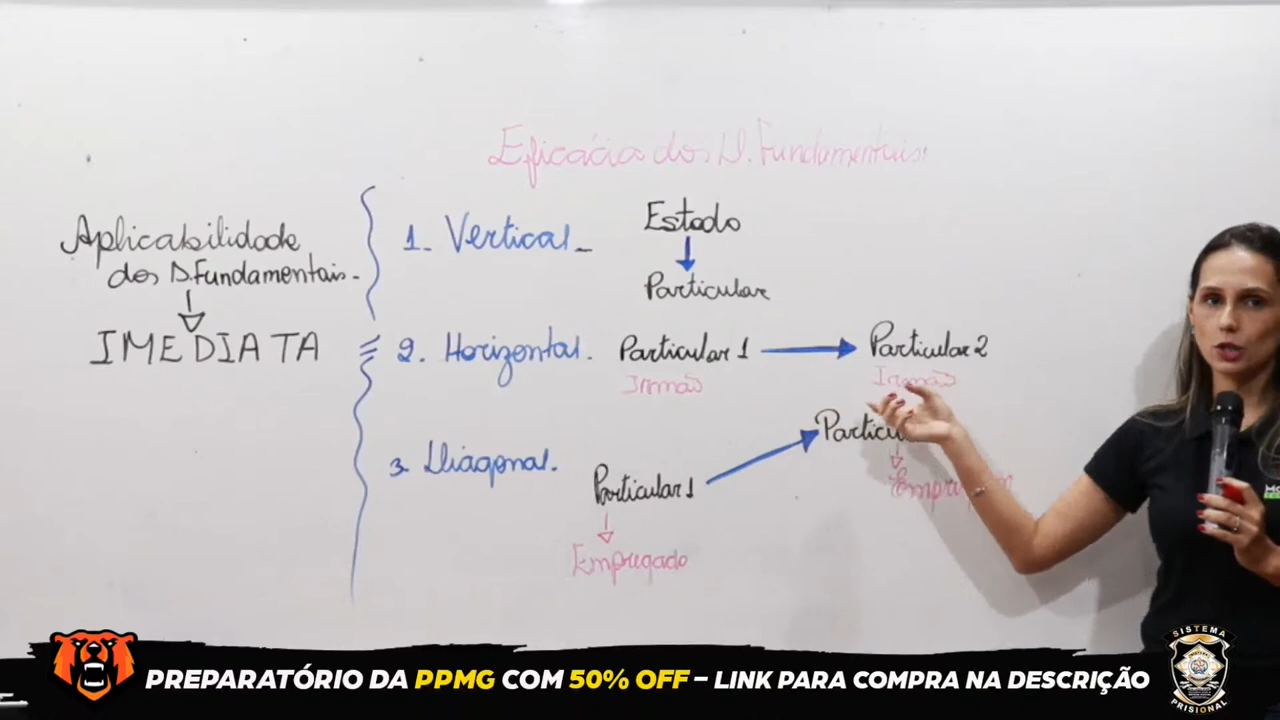 Eficácia dos D. Fundamentais:
Aplicabilidade
dos D. Fundamentais.
IMEDIATA
1. Vertical
Estado
Particular
2. Horizontal. Particular 1 Particular 2
Irmão Irmão
3. Diagonal.
Particular 1
Empregado
SISTEMA
PRISIONAL
PREPARATÓRIO DA PPMG COM 50% OFF – LINK PARA COMPRA NA DESCRIÇÃO